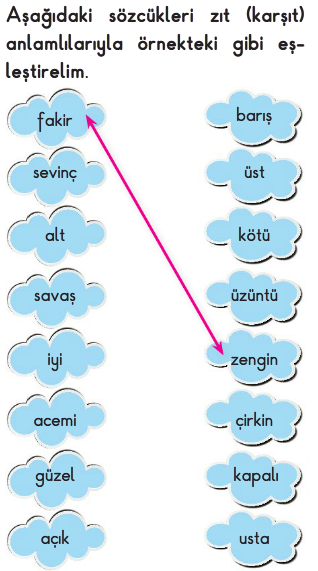 Aşağıdaki sözcükleri zıt (karşıt)
anlamlılarıyla örnekteki gibi eş-
leştirelim.
fakir
barış
sevinç
üst
alt
kötü
savaş
üzüntü
iyi
zengin
acemi
çirkin
güzel
kapalı
açık
usta